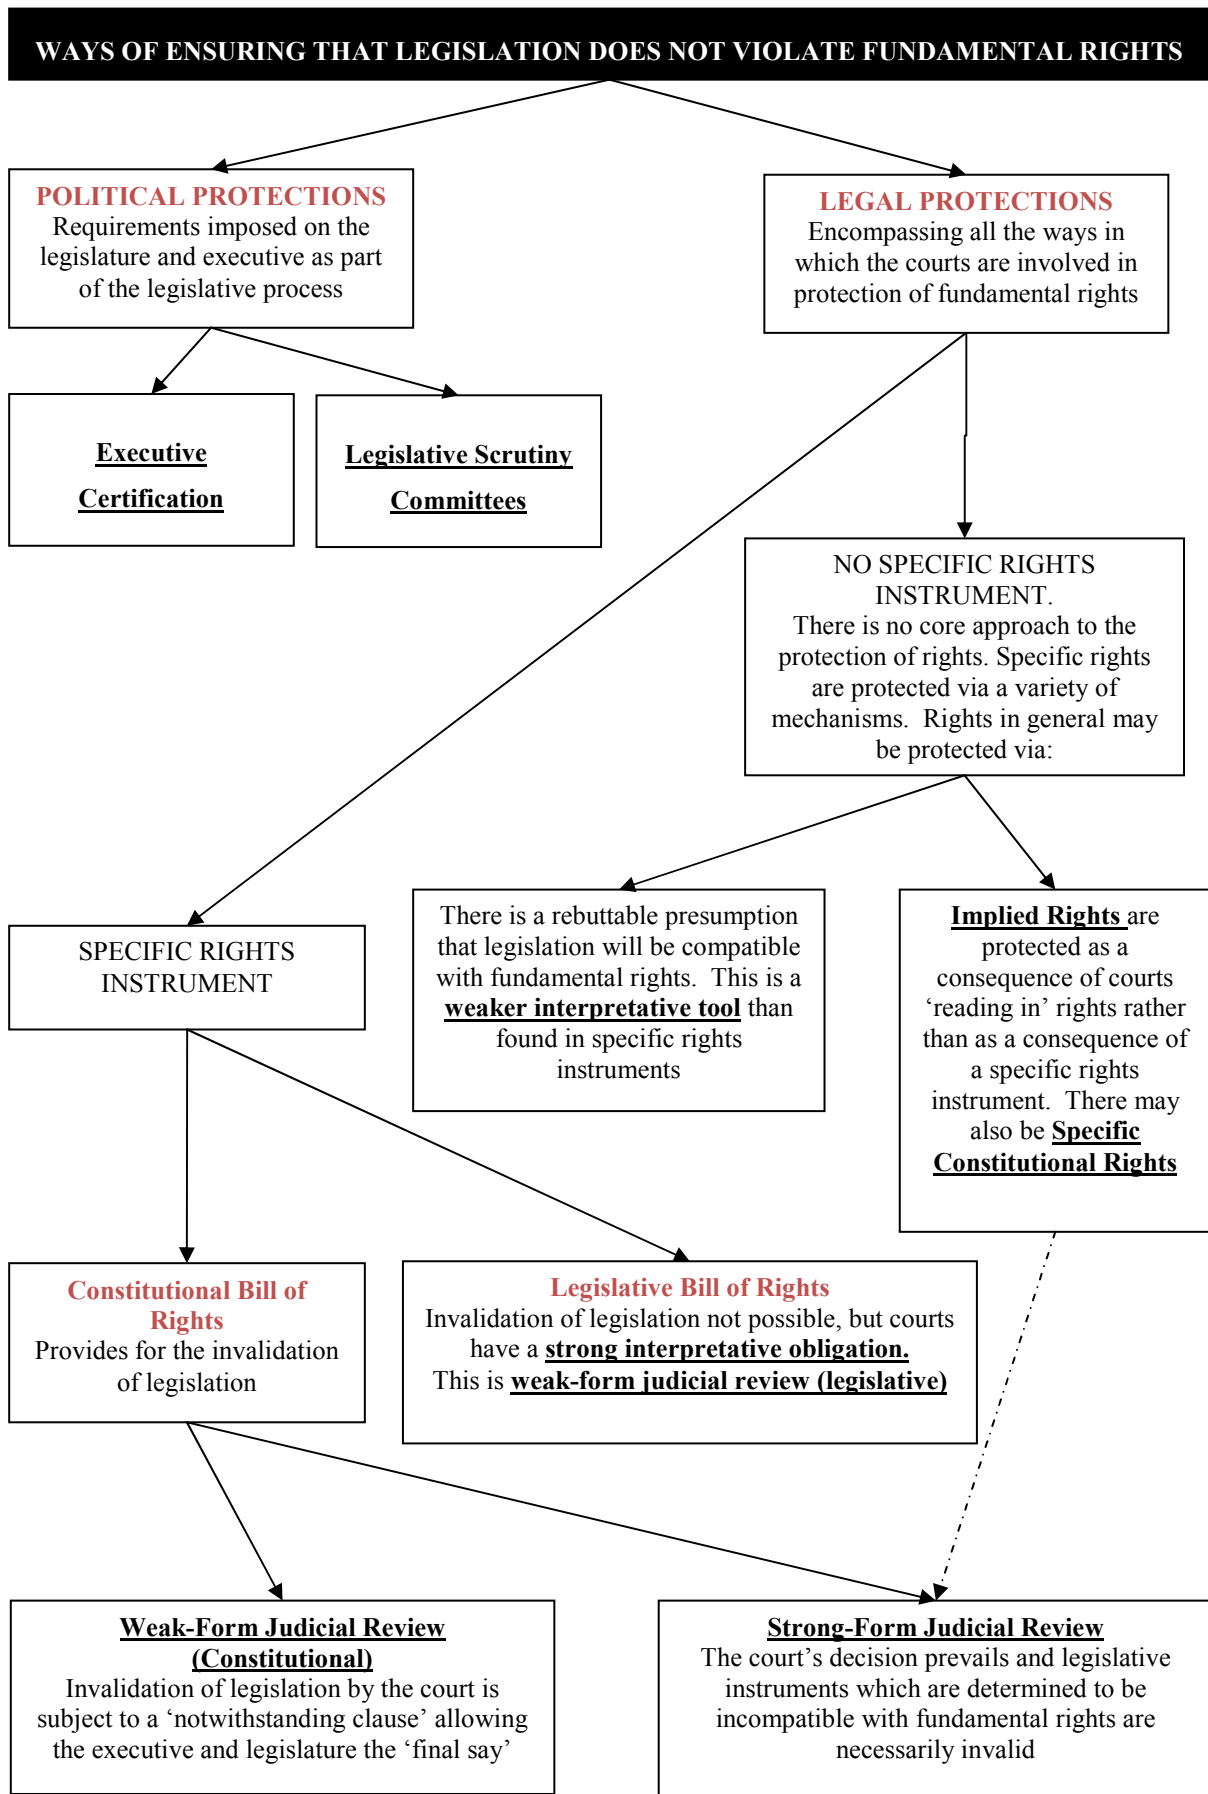 WAYS OF ENSURING THAT LEGISLATION DOES NOT VIOLATE FUNDAMENTAL RIGHTS
POLITICAL PROTECTIONS
Requirements imposed on the
legislature and executive as part
of the legislative process
LEGAL PROTECTIONS
Encompassing all the ways in
which the courts are involved in
protection of fundamental rights
Executive
Certification
Legislative Scrutiny
Committees
NO SPECIFIC RIGHTS
INSTRUMENT.
There is no core approach to the
protection of rights. Specific rights
are protected via a variety of
mechanisms.  Rights in general may
be protected via:
SPECIFIC RIGHTS
INSTRUMENT
There is a rebuttable presumption
that legislation will be compatible
with fundamental rights.  This is a
weaker interpretative tool than
found in specific rights
instruments
Implied Rights are
protected as a
consequence of courts
‘reading in’ rights rather
than as a consequence of
a specific rights
instrument.  There may
also be Specific
Constitutional Rights
Constitutional Bill of
Rights
Provides for the invalidation
of legislation
Legislative Bill of Rights
Invalidation of legislation not possible, but courts
have a strong interpretative obligation.
This is weak-form judicial review (legislative)
Weak-Form Judicial Review
(Constitutional)
Invalidation of legislation by the court is
subject to a ‘notwithstanding clause’ allowing
the executive and legislature the ‘final say’
Strong-Form Judicial Review
The court’s decision prevails and legislative
instruments which are determined to be
incompatible with fundamental rights are
necessarily invalid